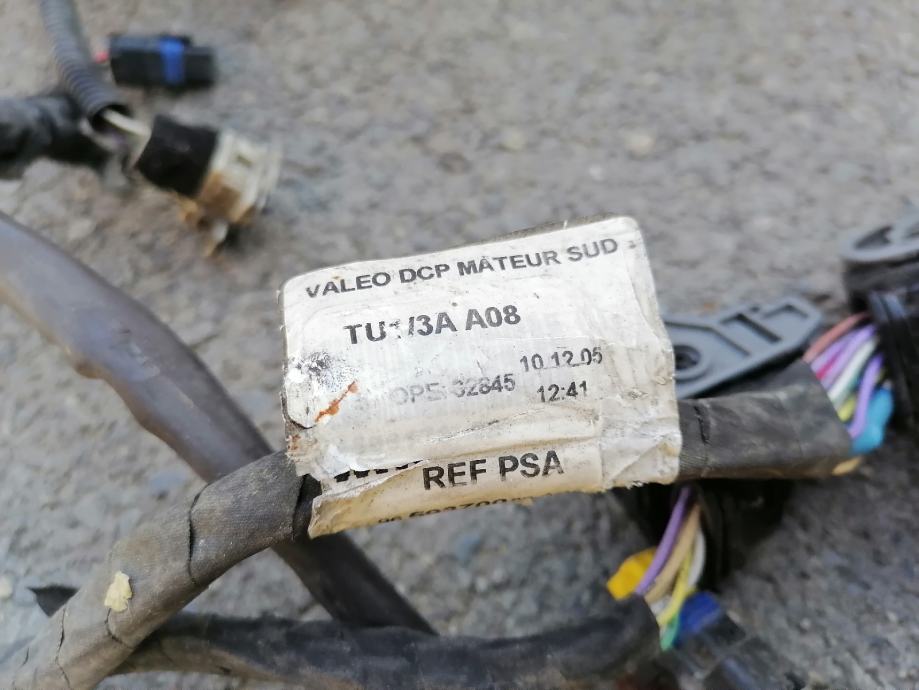 VALEO DCP MATEUR SUD
TU1/3A A08
10.12.05
OPE: 32845
12:41
REF PSA